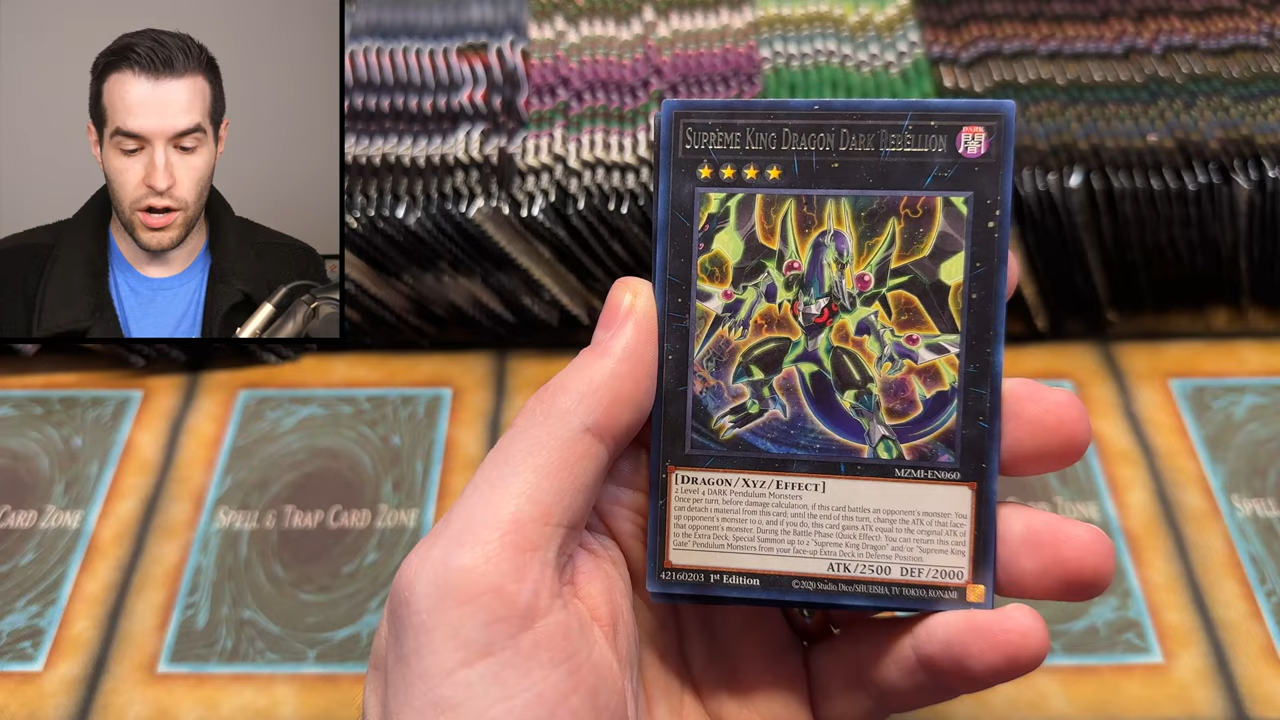 SUPREME KING DRAGON DARK REBELLION
DARK
闇
MZMI-EN060
[DRAGON/XYZ/EFFECT]
2 Level 4 DARK Pendulum Monsters
Once per turn, before damage calculation, if this card battles an opponent's monster: You
can detach 1 material from this card; until the end of this turn, change the ATK of that face-
up opponent's monster to 0, and if you do, this card gains ATK equal to the original ATK of
that opponent's monster. During the Battle Phase (Quick Effect): You can return this card
to the Extra Deck; Special Summon up to 2 "Supreme King Dragon" and/or "Supreme King
Gate" Pendulum Monsters from your face-up Extra Deck in Defense Position.
ATK/2500 DEF/2000
42160203 1st Edition
©2020 Studio Dice/SHUEISHA, TV TOKYO, KONAMI
CARD ZONE
SPELL & TRAP CARD ZONE
ZONE